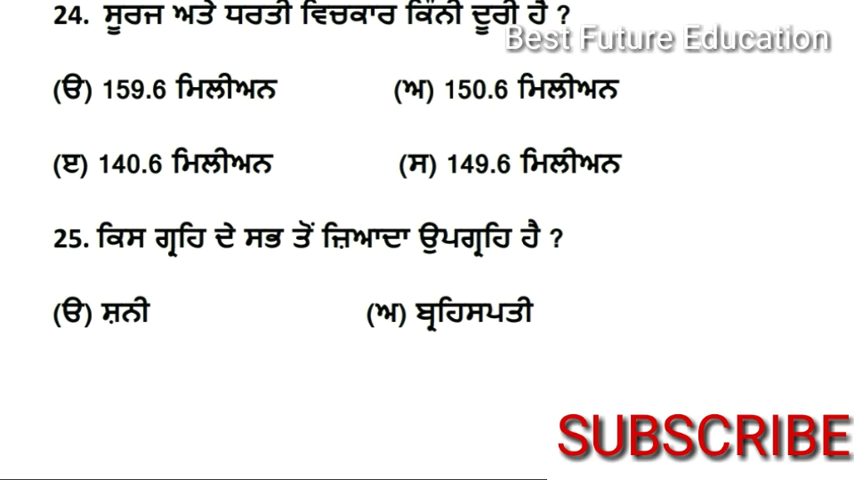 24. ਸੂਰਜ ਅਤੇ ਧਰਤੀ ਵਿਚਕਾਰ ਕਿੰਨੀ ਦੂਰੀ ਹੈ ?
Best Future Education
(ੳ) 159.6 ਮਿਲੀਅਨ (ਅ) 150.6 ਮਿਲੀਅਨ
(ੲ) 140.6 ਮਿਲੀਅਨ (ਸ) 149.6 ਮਿਲੀਅਨ
25. ਕਿਸ ਗ੍ਰਹਿ ਦੇ ਸਭ ਤੋਂ ਜ਼ਿਆਦਾ ਉਪਗ੍ਰਹਿ ਹੈ ?
(ੳ) ਸ਼ਨੀ (ਅ) ਬ੍ਰਹਿਸਪਤੀ
SUBSCRIBE